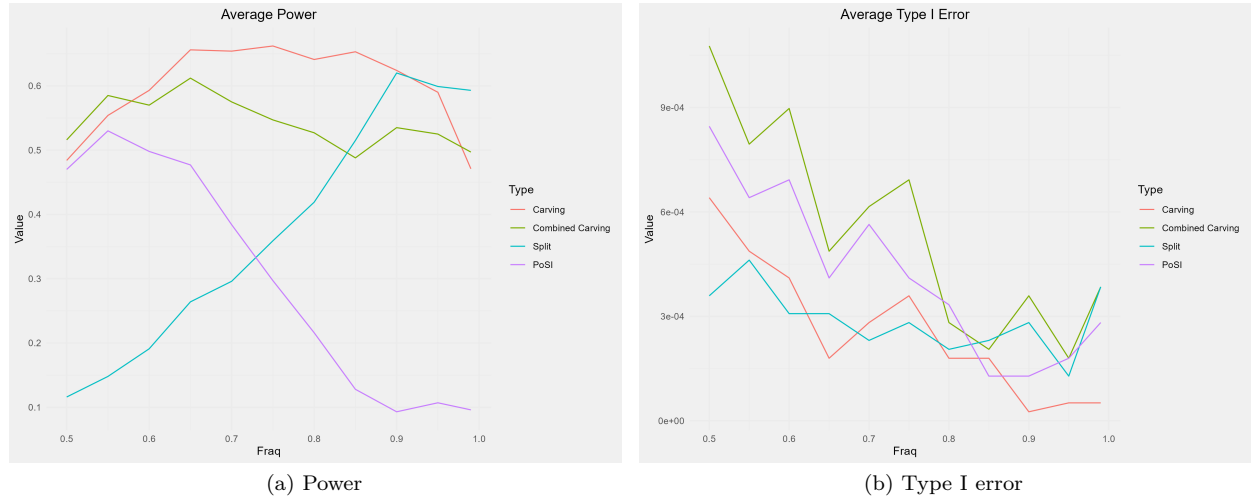 Average Power
Value
0.6
0.5
0.4
0.3
0.2
0.1
0.5 0.6 0.7 0.8 0.9 1.0
Fraq
Type
Carving
Combined Carving
Split
PoSI
(a) Power
Average Type I Error
Value
9e-04
6e-04
3e-04
0e+00
0.5 0.6 0.7 0.8 0.9 1.0
Fraq
Type
Carving
Combined Carving
Split
PoSI
(b) Type I error